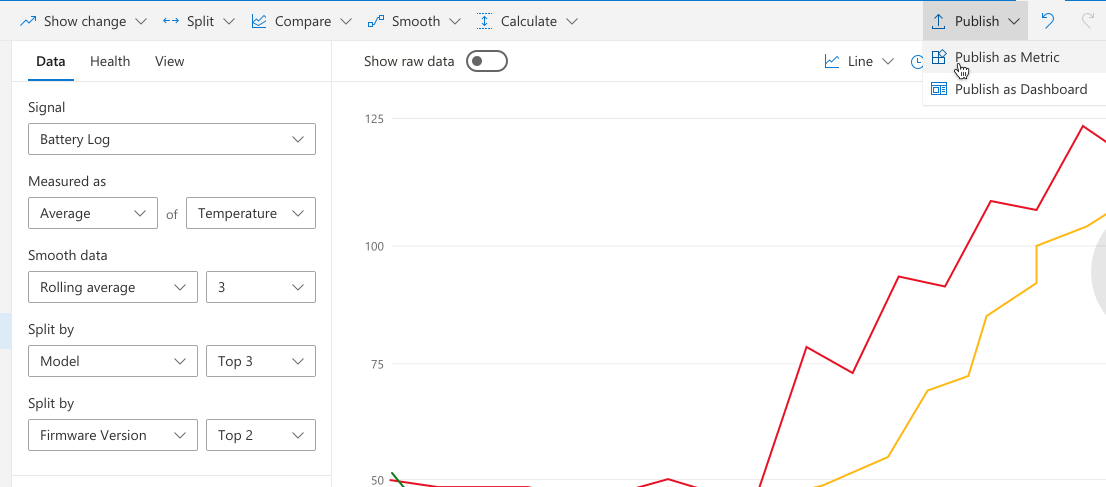 Show change Split Compare Smooth Calculate Publish
Data Health View Show raw data Line
Publish as Metric
Publish as Dashboard
Signal
Battery Log
Measured as
Average of Temperature
Smooth data
Rolling average 3
Split by
Model Top 3
Split by
Firmware Version Top 2
125
100
75
50